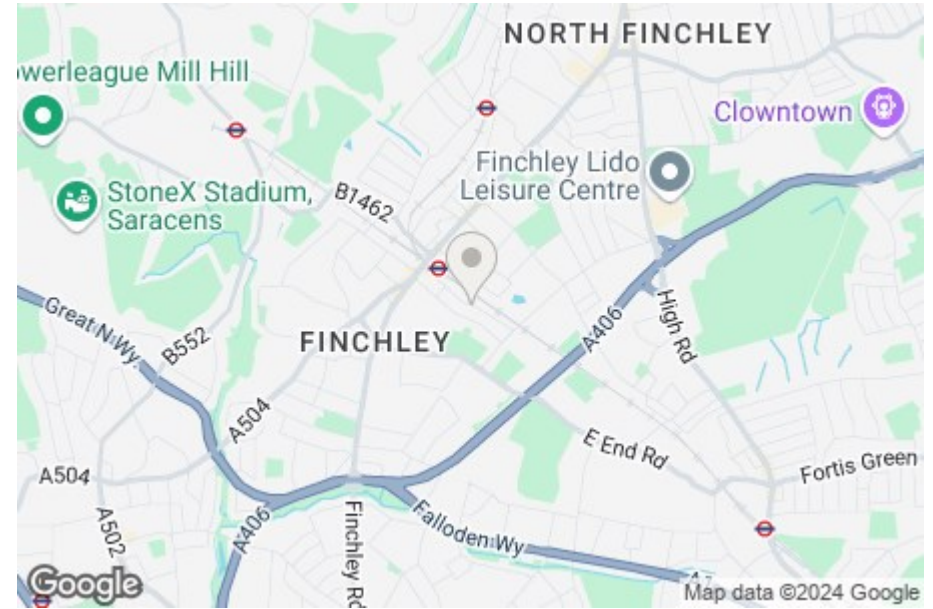 NORTH FINCHLEY
owerleague Mill Hill
Clowntown
Finchley Lido
Leisure Centre
StoneX Stadium,
Saracens
B1462
Great N Wy.
B552
FINCHLEY
A406
High Rd
A504
E End Rd
A504
Fortis Green
A502
A406
Finchley Rd
Falloden Wy
Google
Map data ©2024 Google